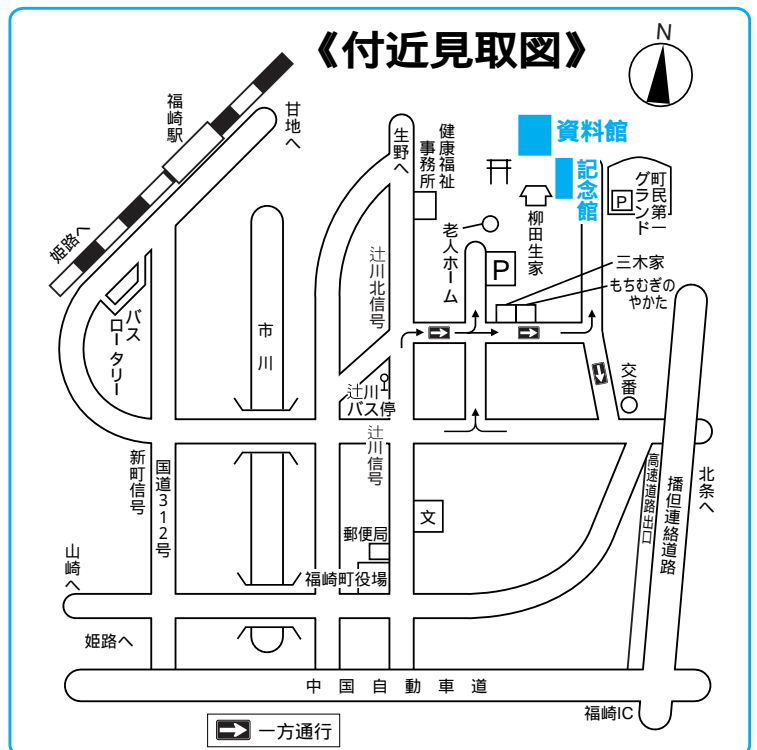 《付近見取図》
N
福崎駅
甘地へ
生野へ
健康福祉
事務所
資料館
記念館
町民第一
グランド
P
姫路へ
老人ホーム
柳田生家
P
三木家
もちむぎの
やかた
バス
ロータリー
市川
辻川北信号
辻川
バス停
交番
辻川信号
新町信号
国道312号
北条へ
高速道路出口
播但連絡道路
文
郵便局
山崎へ
福崎町役場
姫路へ
中国自動車道
福崎IC
一方通行